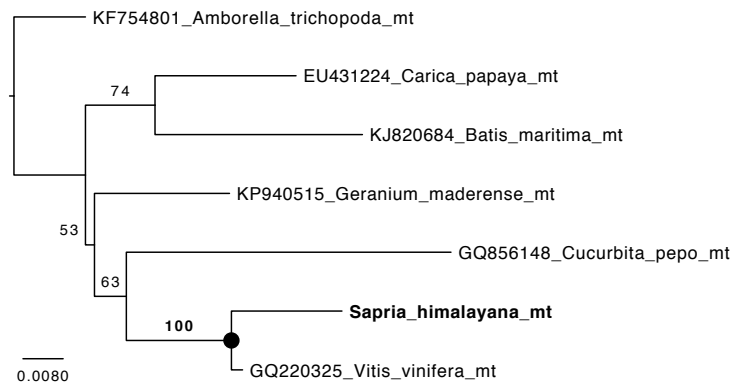 KF754801_Amborella_trichopoda_mt
EU431224_Carica_papaya_mt
74
KJ820684_Batis_maritima_mt
KP940515_Geranium_maderense_mt
53
GQ856148_Cucurbita_pepo_mt
63
Sapria_himalayana_mt
100
GQ220325_Vitis_vinifera_mt
0.0080